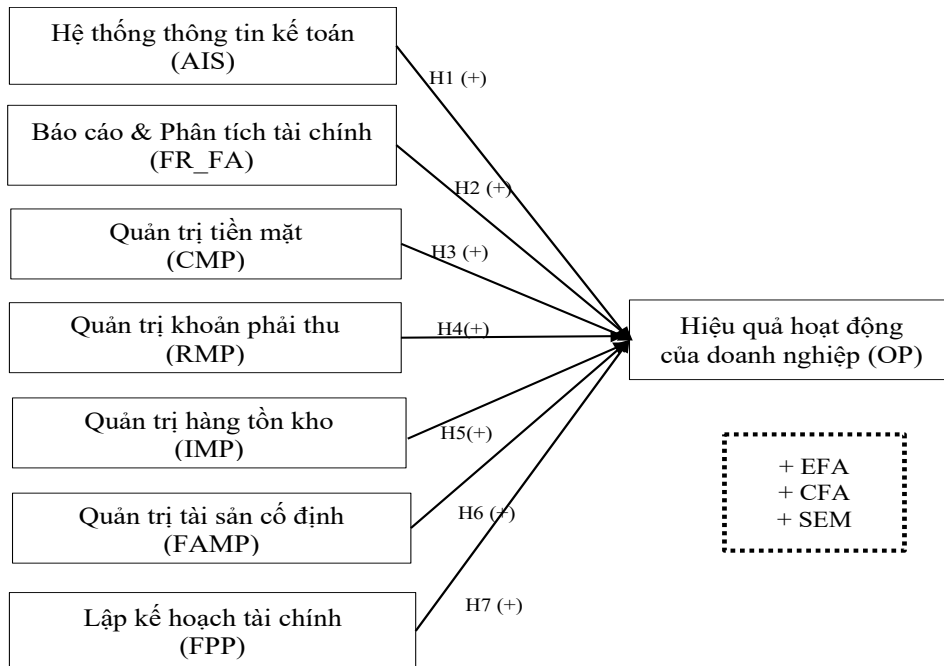 Hệ thống thông tin kế toán
(AIS)
H1 (+)
Báo cáo & Phân tích tài chính
(FR_FA)
H2 (+)
Quản trị tiền mặt
(CMP)
H3 (+)
Quản trị khoản phải thu
(RMP)
H4(+)
Hiệu quả hoạt động
của doanh nghiệp (OP)
Quản trị hàng tồn kho
(IMP)
H5(+)
+ EFA
+ CFA
+ SEM
Quản trị tài sản cố định
(FAMP)
H6 (+)
Lập kế hoạch tài chính
(FPP)
H7 (+)